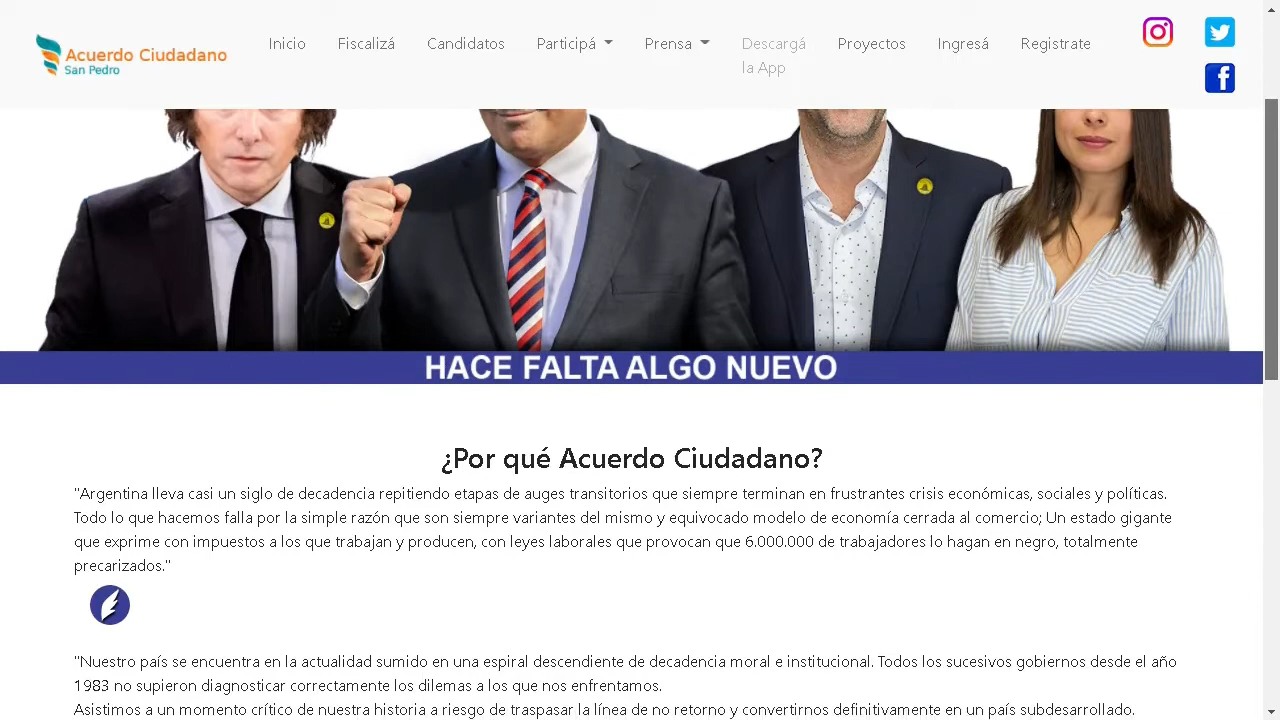 Acuerdo Ciudadano
San Pedro
Inicio
Fiscalizá
Candidatos
Participá
Prensa
Descargá
la App
Proyectos
Ingresá
Registrate
HACE FALTA ALGO NUEVO
¿Por qué Acuerdo Ciudadano?
"Argentina lleva casi un siglo de decadencia repitiendo etapas de auges transitorios que siempre terminan en frustrantes crisis económicas, sociales y políticas.
Todo lo que hacemos falla por la simple razón que son siempre variantes del mismo y equivocado modelo de economía cerrada al comercio; Un estado gigante
que exprime con impuestos a los que trabajan y producen, con leyes laborales que provocan que 6.000.000 de trabajadores lo hagan en negro, totalmente
precarizados."
"Nuestro país se encuentra en la actualidad sumido en una espiral descendiente de decadencia moral e institucional. Todos los sucesivos gobiernos desde el año
1983 no supieron diagnosticar correctamente los dilemas a los que nos enfrentamos.
Asistimos a un momento crítico de nuestra historia a riesgo de traspasar la línea de no retorno y convertirnos definitivamente en un país subdesarrollado.